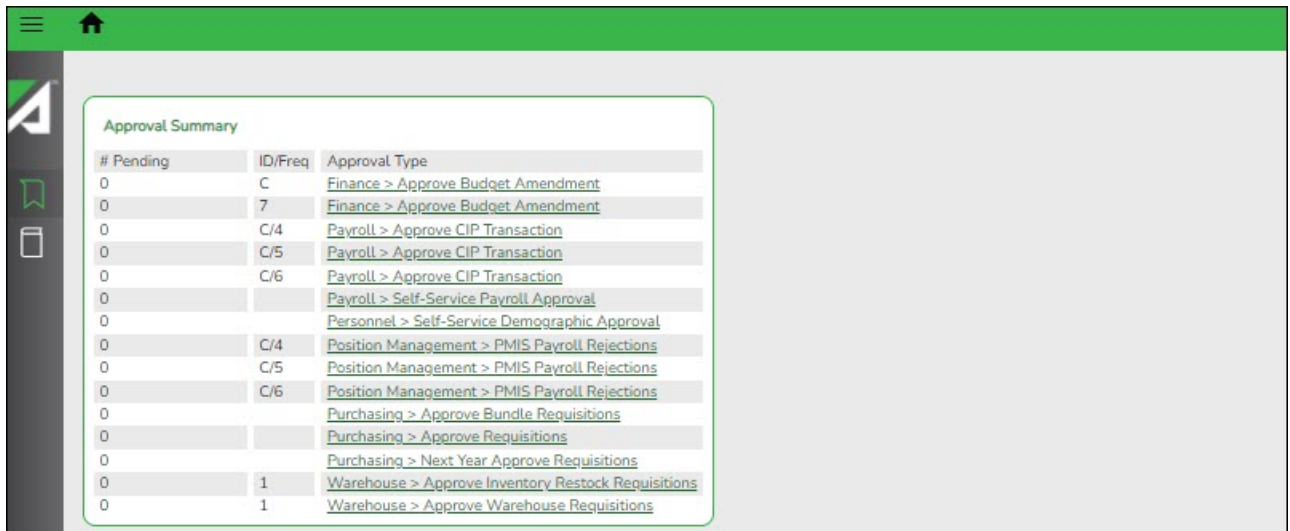 Approval Summary
# Pending ID/Freq Approval Type
0 C Finance > Approve Budget Amendment
0 7 Finance > Approve Budget Amendment
0 C/4 Payroll > Approve CIP Transaction
0 C/5 Payroll > Approve CIP Transaction
0 C/6 Payroll > Approve CIP Transaction
0 Payroll > Self-Service Payroll Approval
0 Personnel > Self-Service Demographic Approval
0 C/4 Position Management > PMIS Payroll Rejections
0 C/5 Position Management > PMIS Payroll Rejections
0 C/6 Position Management > PMIS Payroll Rejections
0 Purchasing > Approve Bundle Requisitions
0 Purchasing > Approve Requisitions
0 Purchasing > Next Year Approve Requisitions
0 1 Warehouse > Approve Inventory Restock Requisitions
0 1 Warehouse > Approve Warehouse Requisitions